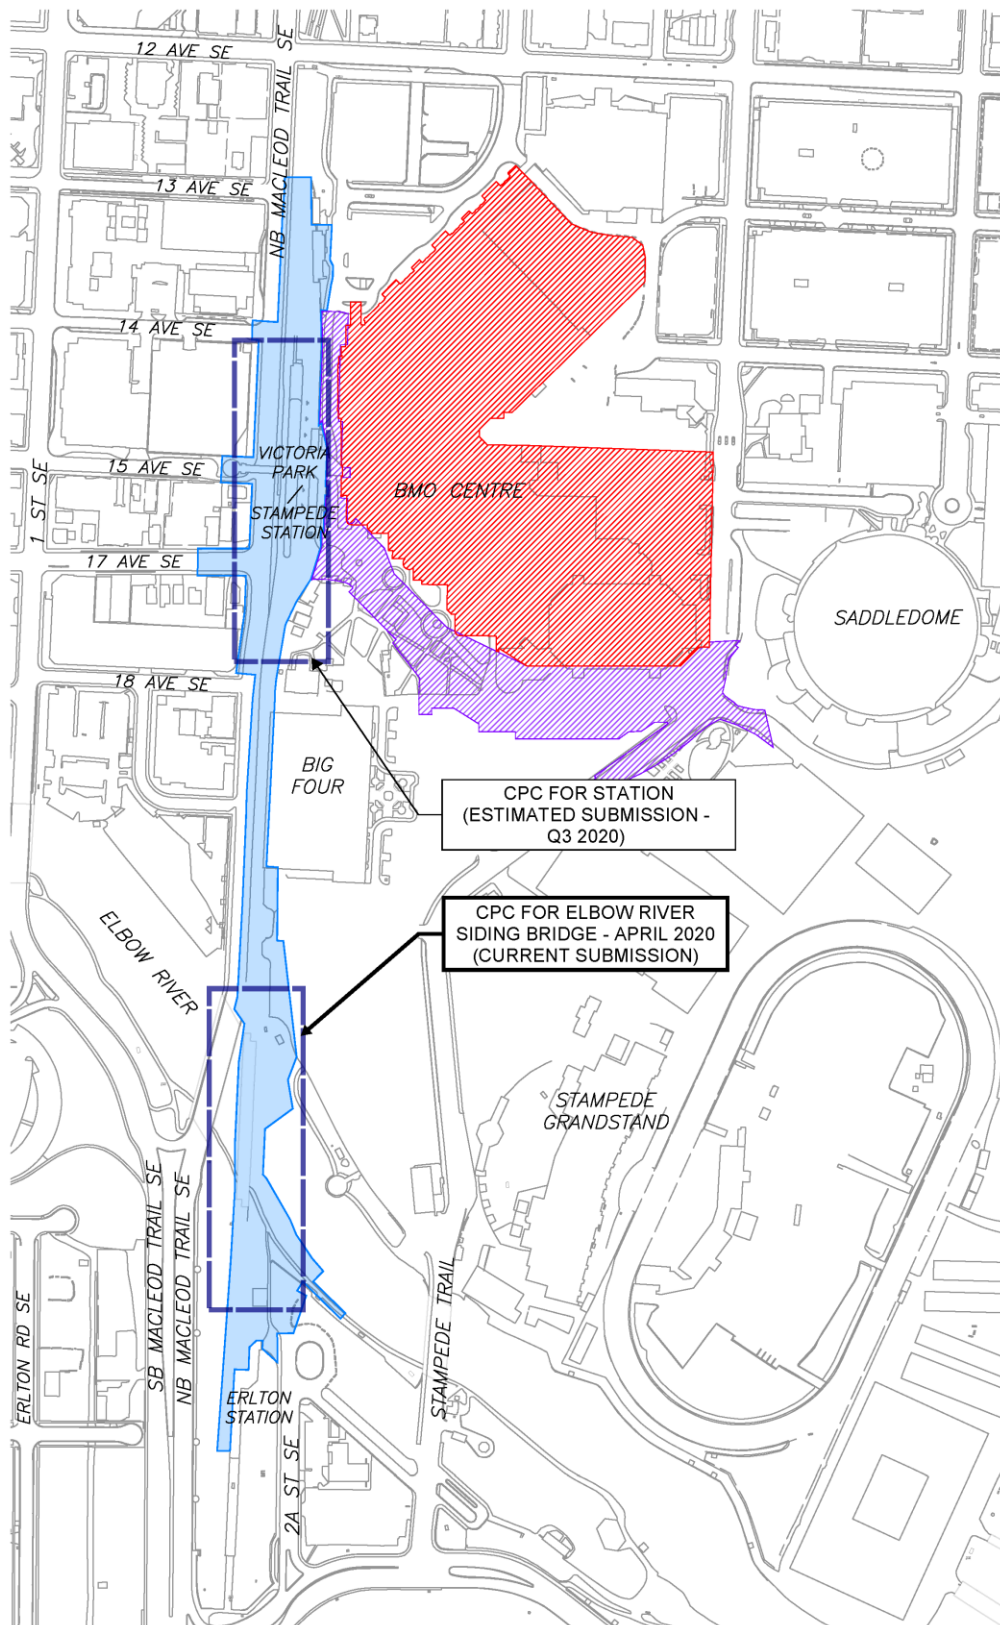 12 AVE SE
NB MACLEOD TRAIL SE
13 AVE SE
14 AVE SE
VICTORIA
PARK
/
STAMPEDE
STATION
15 AVE SE
1 ST SE
BMO CENTRE
17 AVE SE
SADDLEDOME
18 AVE SE
BIG
FOUR
CPC FOR STATION
(ESTIMATED SUBMISSION -
Q3 2020)
CPC FOR ELBOW RIVER
SIDING BRIDGE - APRIL 2020
(CURRENT SUBMISSION)
ELBOW RIVER
STAMPEDE
GRANDSTAND
SB MACLEOD TRAIL SE
NB MACLEOD TRAIL SE
ERLTON RD SE
STAMPEDE TRAIL
ERLTON
STATION
2A ST SE